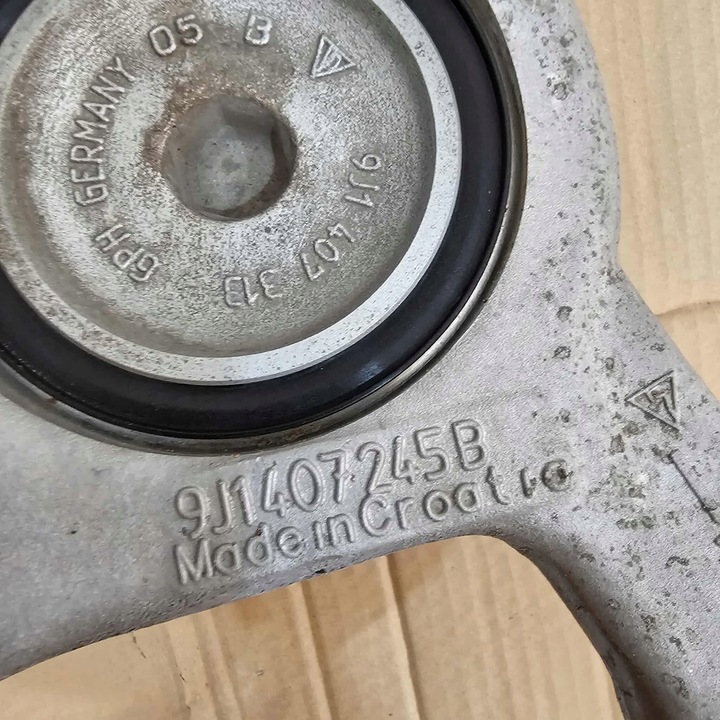 GPH GERMANY 05 B
9J1 407 313
9J1407245B
Made in Croatia